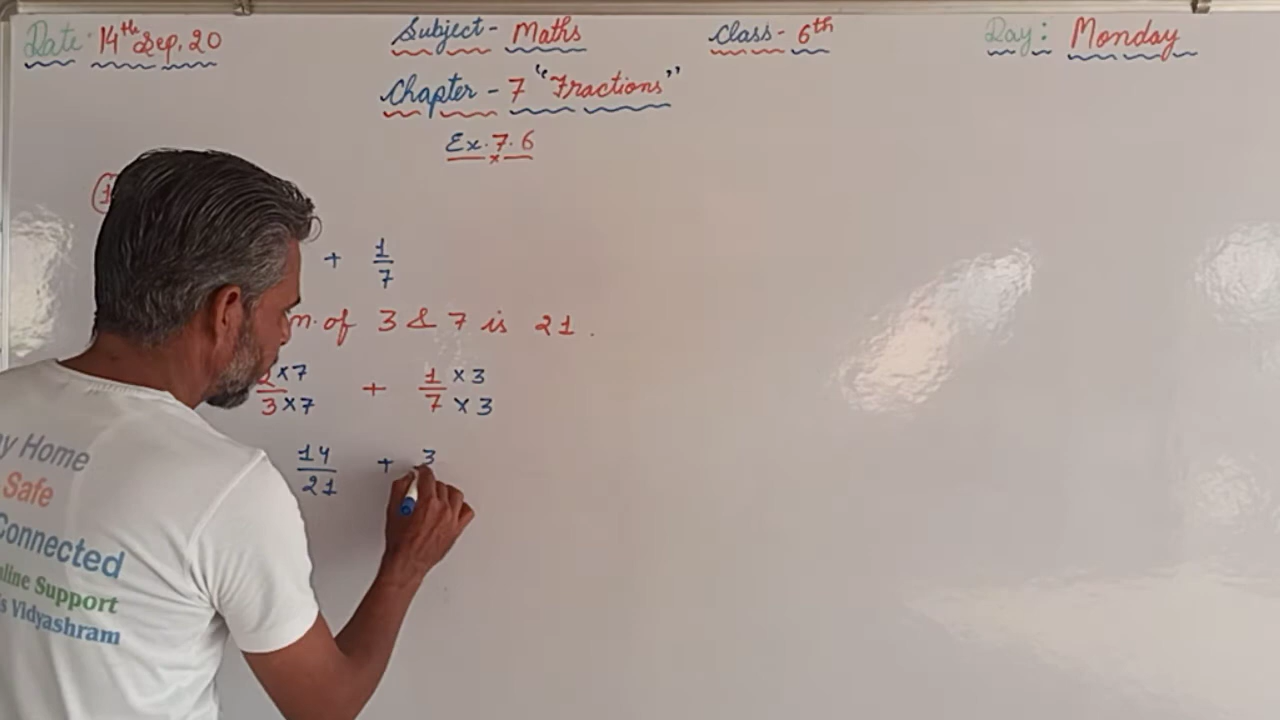 Date: 14th Sep. 20 Subject - Maths Class - 6th Day: Monday
Chapter - 7 "Fractions"
Ex. 7.6
+ 1/7
m. of 3 & 7 is 21.
2×7/3×7 + 1×3/7×3
14/21 + 3
Home
Safe
Connected
Online Support
Vidyashram